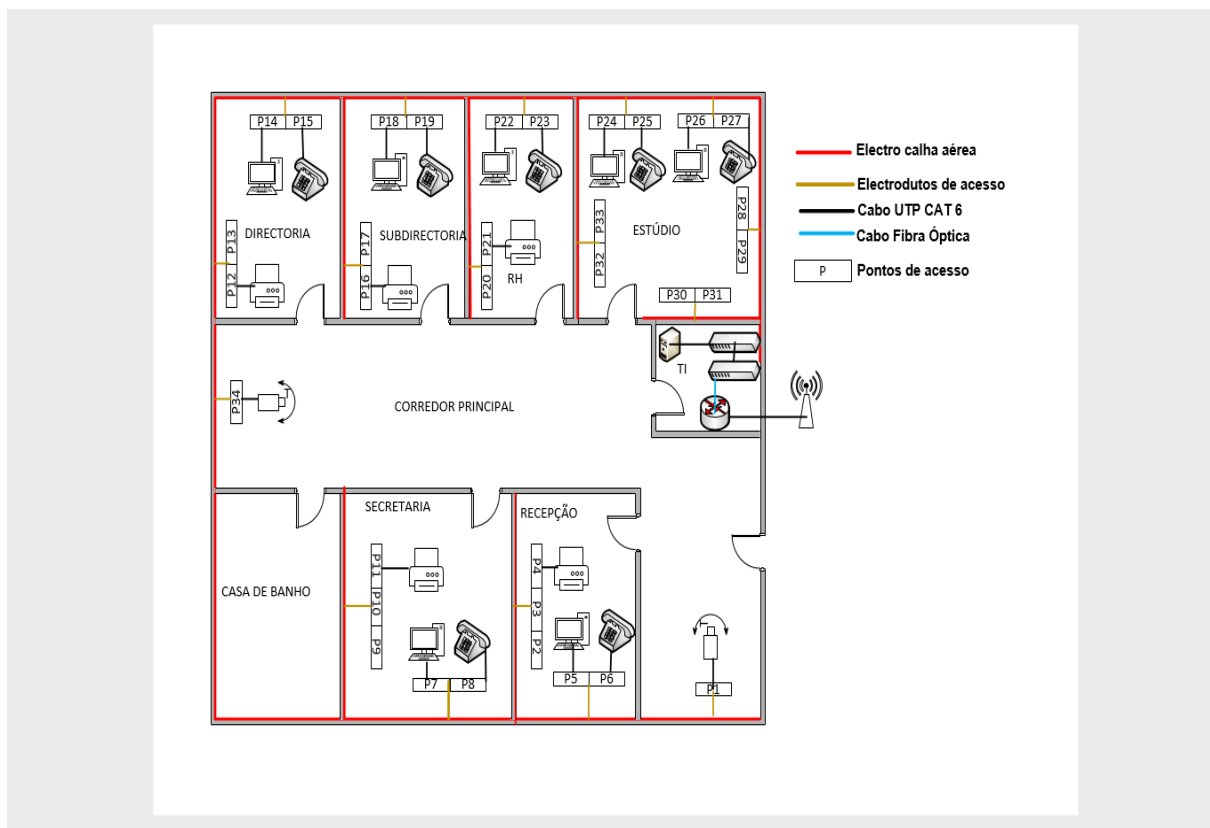 P14 P15
P18 P19
P22 P23
P24 P25
P26 P27
Electro calha aérea
Electrodutos de acesso
Cabo UTP CAT 6
Cabo Fibra Óptica
P Pontos de acesso
P13
P12
DIRECTORIA
P17
P16
SUBDIRECTORIA
P21
P20
RH
P33
P32
ESTÚDIO
P28
P29
P30 P31
TI
P34
CORREDOR PRINCIPAL
CASA DE BANHO
SECRETARIA
P11
P10
P9
P7 P8
RECEPÇÃO
P4
P3
P2
P5 P6
P1